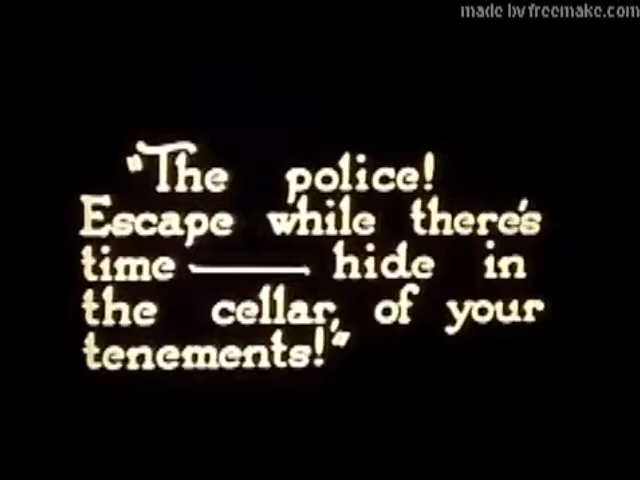 made by freemake.com
"The police!
Escape while there's
time —— hide in
the cellar, of your
tenements!"